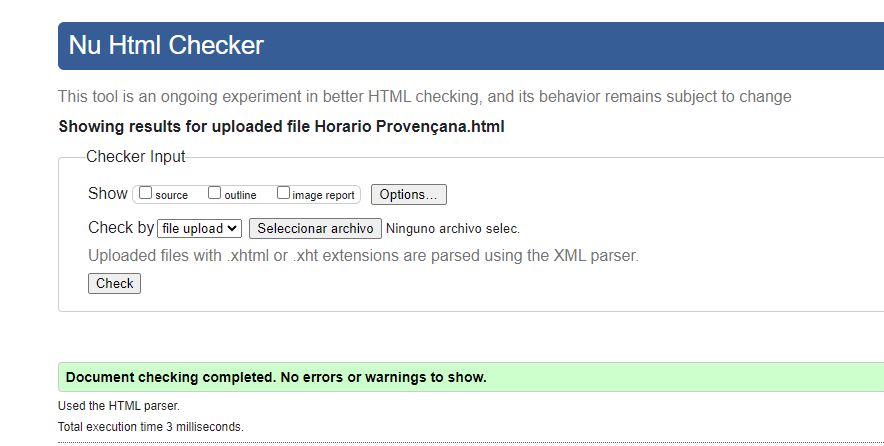 Nu Html Checker
This tool is an ongoing experiment in better HTML checking, and its behavior remains subject to change
Showing results for uploaded file Horario Provençana.html
Checker Input
Show source outline image report Options...
Check by file upload Seleccionar archivo Ninguno archivo selec.
Uploaded files with .xhtml or .xht extensions are parsed using the XML parser.
Check
Document checking completed. No errors or warnings to show.
Used the HTML parser.
Total execution time 3 milliseconds.